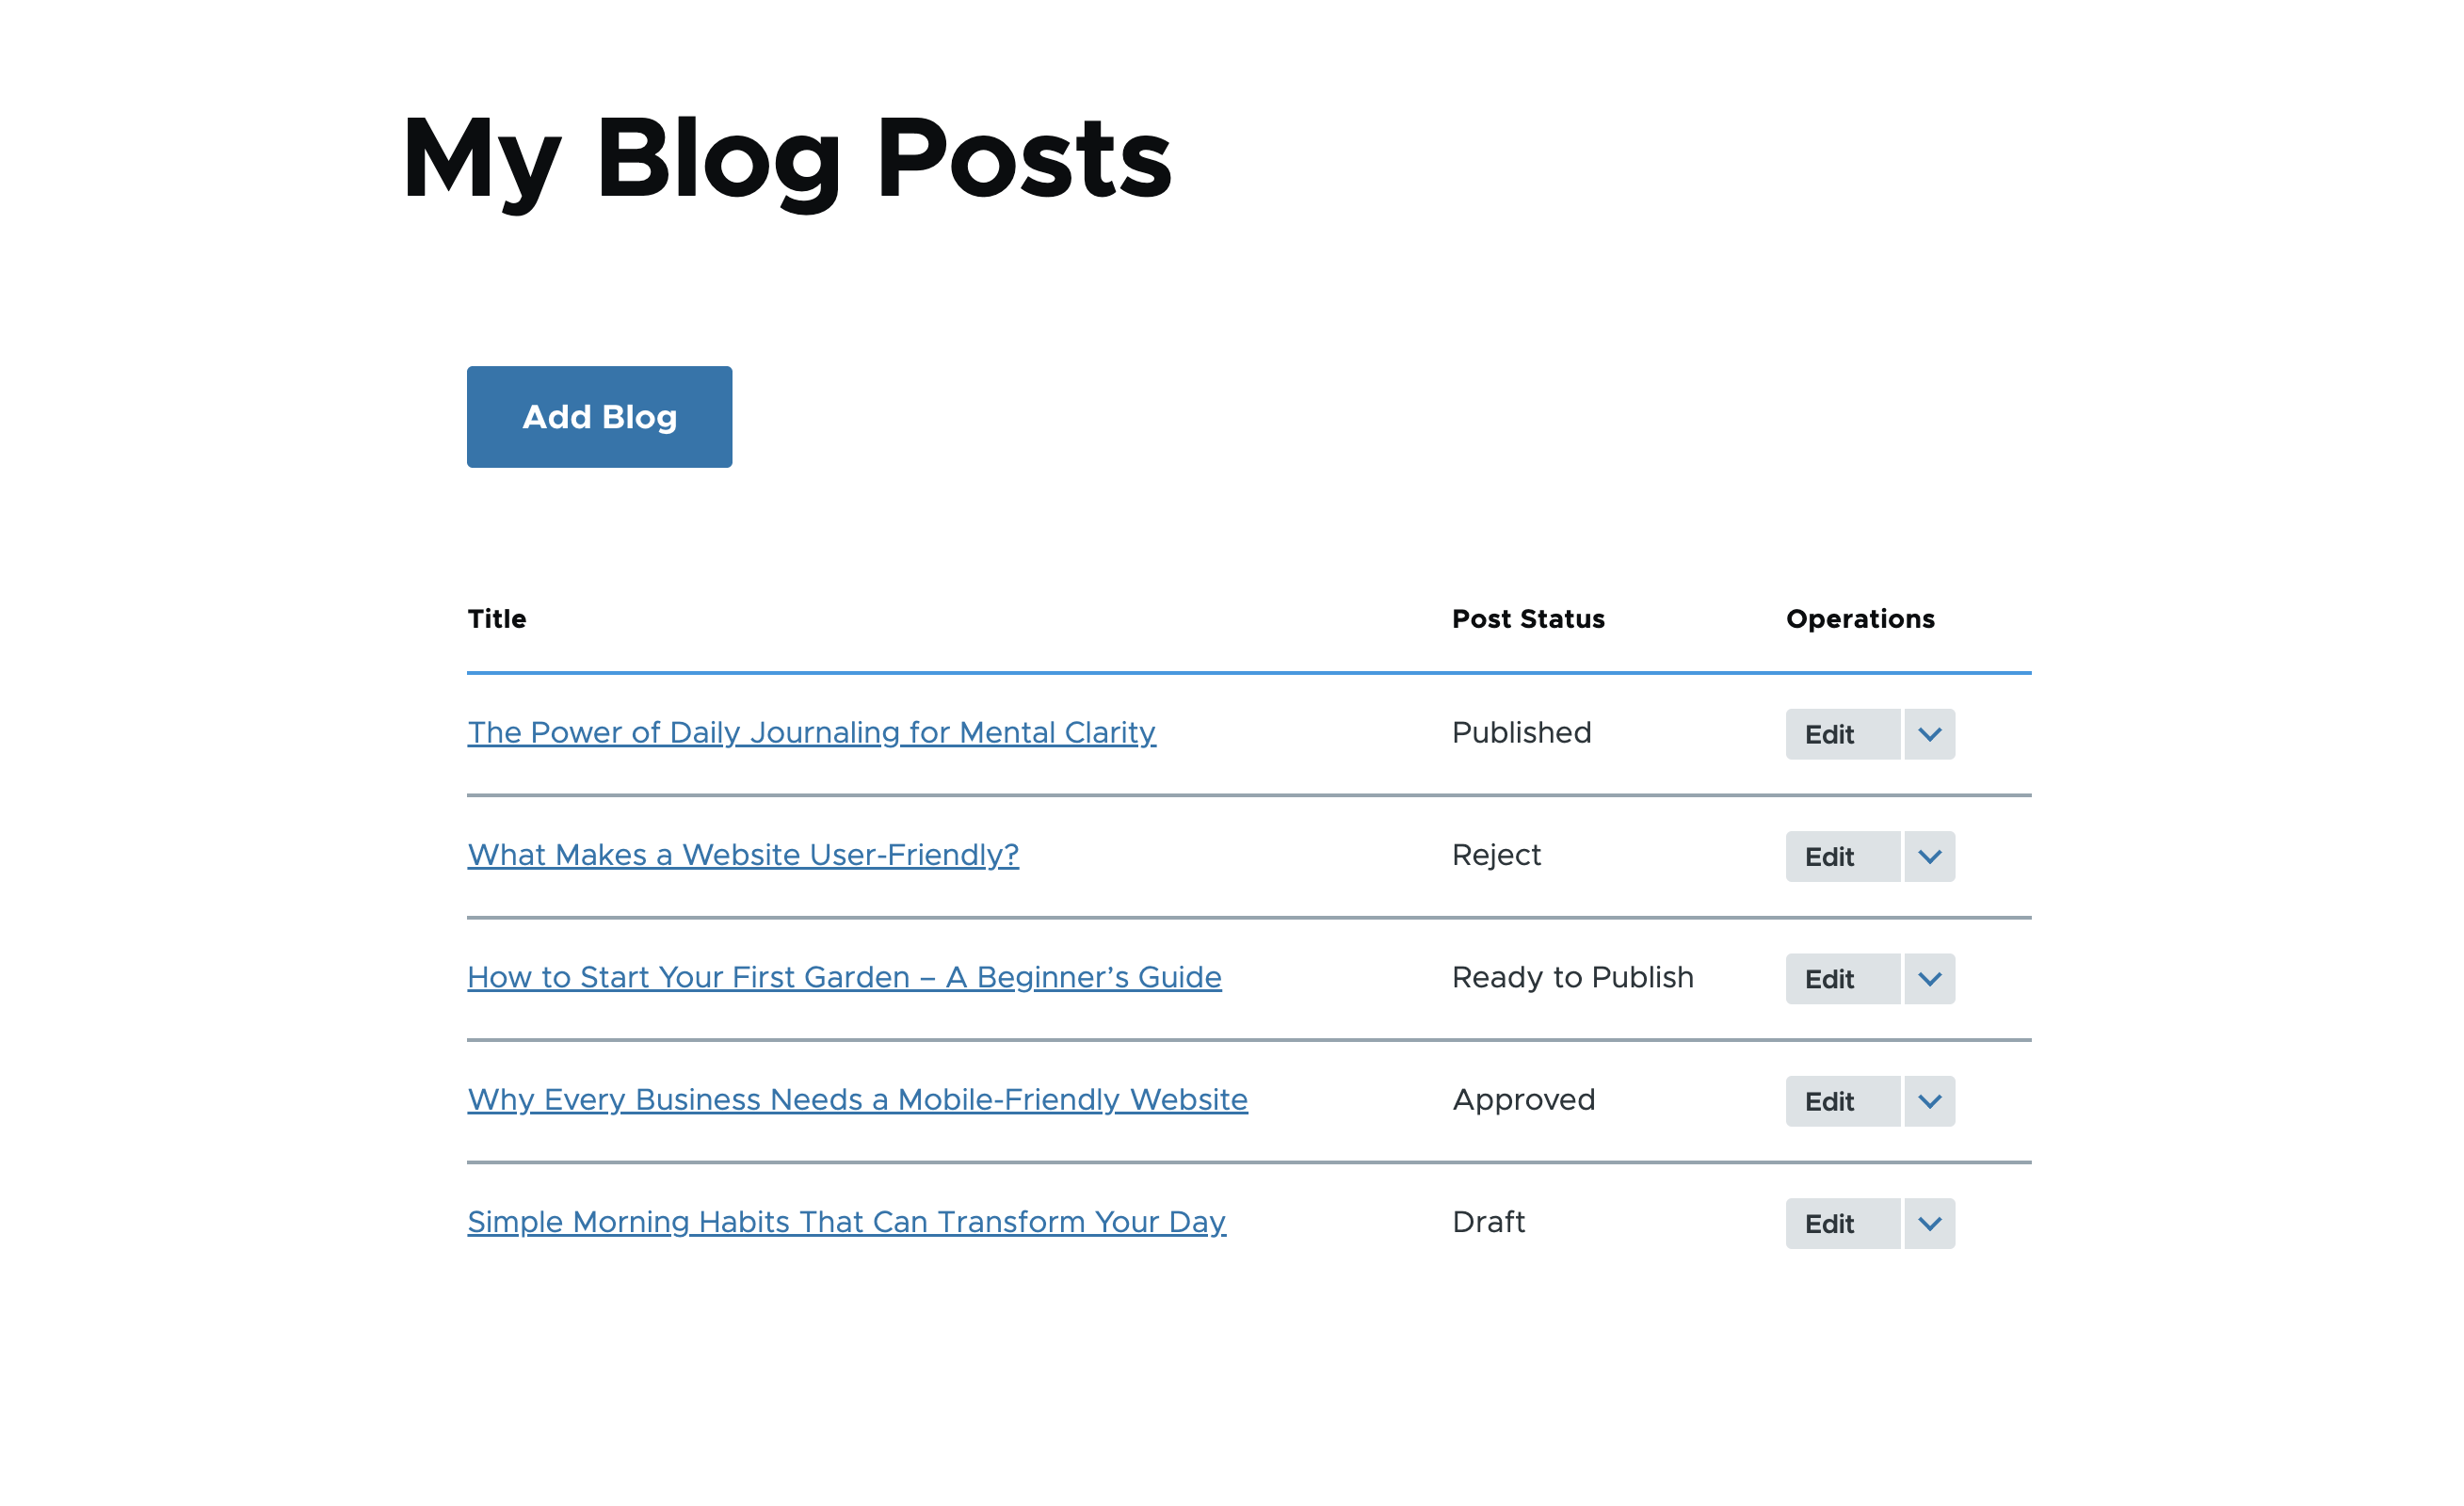 My Blog Posts
Add Blog
Title Post Status Operations
The Power of Daily Journaling for Mental Clarity Published Edit
What Makes a Website User-Friendly? Reject Edit
How to Start Your First Garden – A Beginner’s Guide Ready to Publish Edit
Why Every Business Needs a Mobile-Friendly Website Approved Edit
Simple Morning Habits That Can Transform Your Day Draft Edit